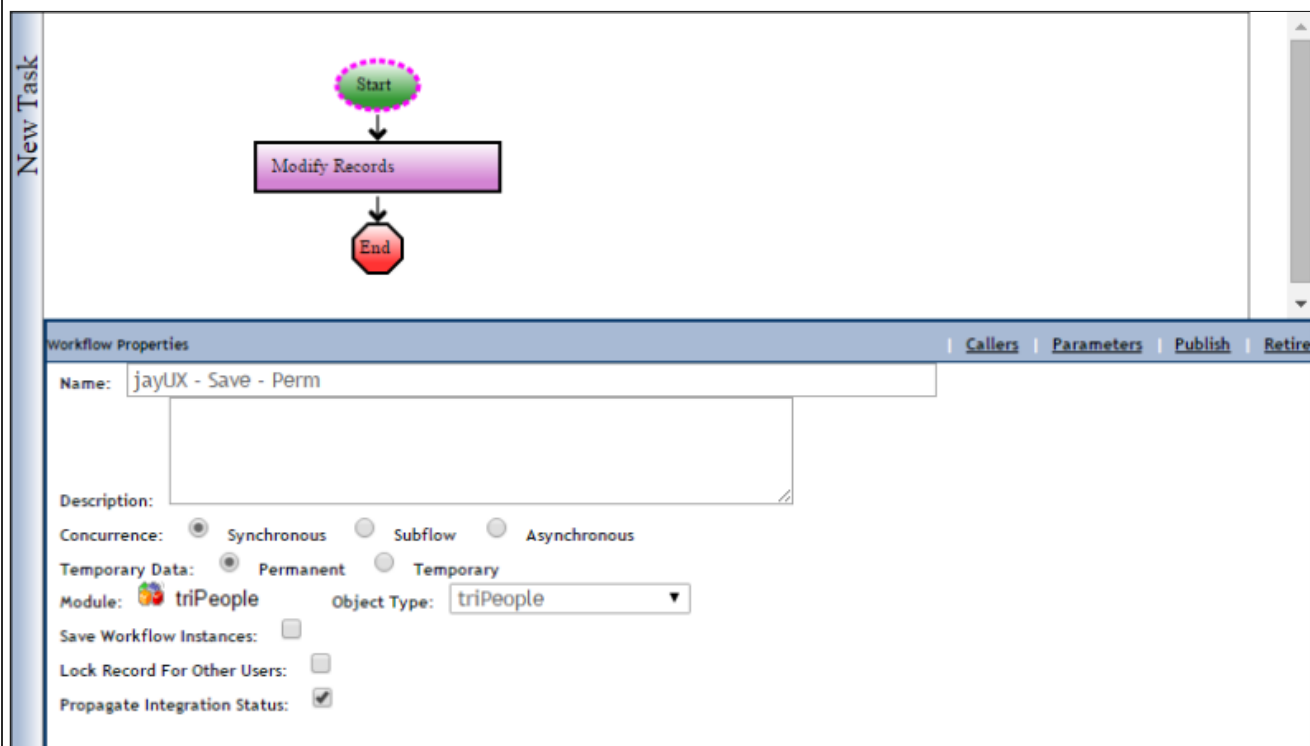 New Task
Start
Modify Records
End
Workflow Properties | Callers | Parameters | Publish | Retire
Name: jayUX - Save - Perm
Description:
Concurrence: Synchronous Subflow Asynchronous
Temporary Data: Permanent Temporary
Module: triPeople Object Type: triPeople
Save Workflow Instances:
Lock Record For Other Users:
Propagate Integration Status: